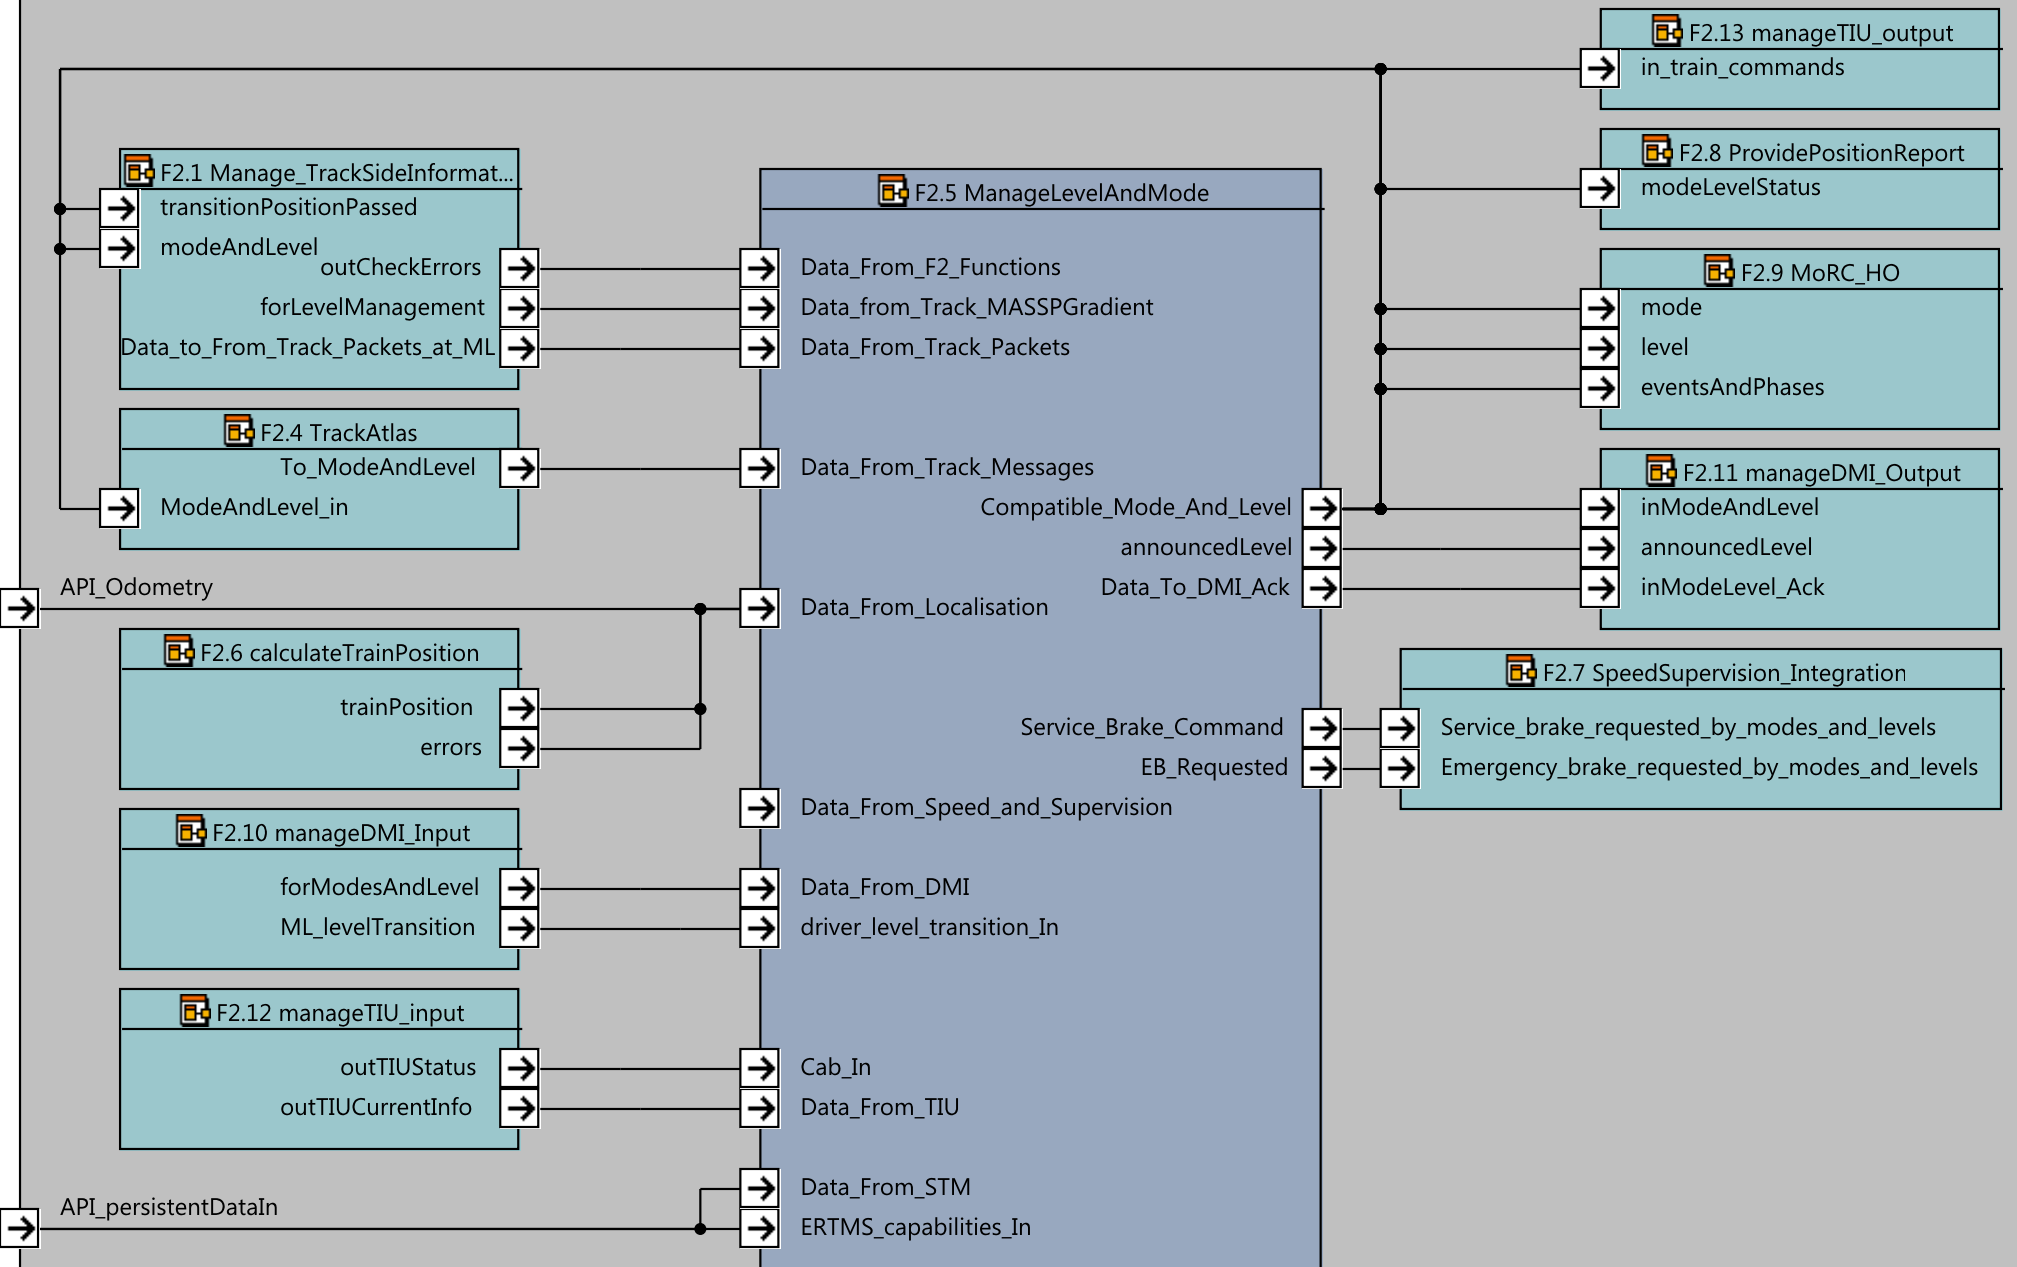 F2.13 manageTIU_output
in_train_commands
F2.8 ProvidePositionReport
modeLevelStatus
F2.9 MoRC_HO
mode
level
eventsAndPhases
F2.11 manageDMI_Output
inModeAndLevel
announcedLevel
inModeLevel_Ack
F2.7 SpeedSupervision_Integration
Service_brake_requested_by_modes_and_levels
Emergency_brake_requested_by_modes_and_levels
F2.1 Manage_TrackSideInformat...
transitionPositionPassed
modeAndLevel
outCheckErrors
forLevelManagement
Data_to_From_Track_Packets_at_ML
F2.4 TrackAtlas
To_ModeAndLevel
ModeAndLevel_in
API_Odometry
F2.6 calculateTrainPosition
trainPosition
errors
F2.10 manageDMI_Input
forModesAndLevel
ML_levelTransition
F2.12 manageTIU_input
outTIUStatus
outTIUCurrentInfo
API_persistentDataIn
F2.5 ManageLevelAndMode
Data_From_F2_Functions
Data_from_Track_MASSPGradient
Data_From_Track_Packets
Data_From_Track_Messages
Compatible_Mode_And_Level
announcedLevel
Data_To_DMI_Ack
Data_From_Localisation
Service_Brake_Command
EB_Requested
Data_From_Speed_and_Supervision
Data_From_DMI
driver_level_transition_In
Cab_In
Data_From_TIU
Data_From_STM
ERTMS_capabilities_In